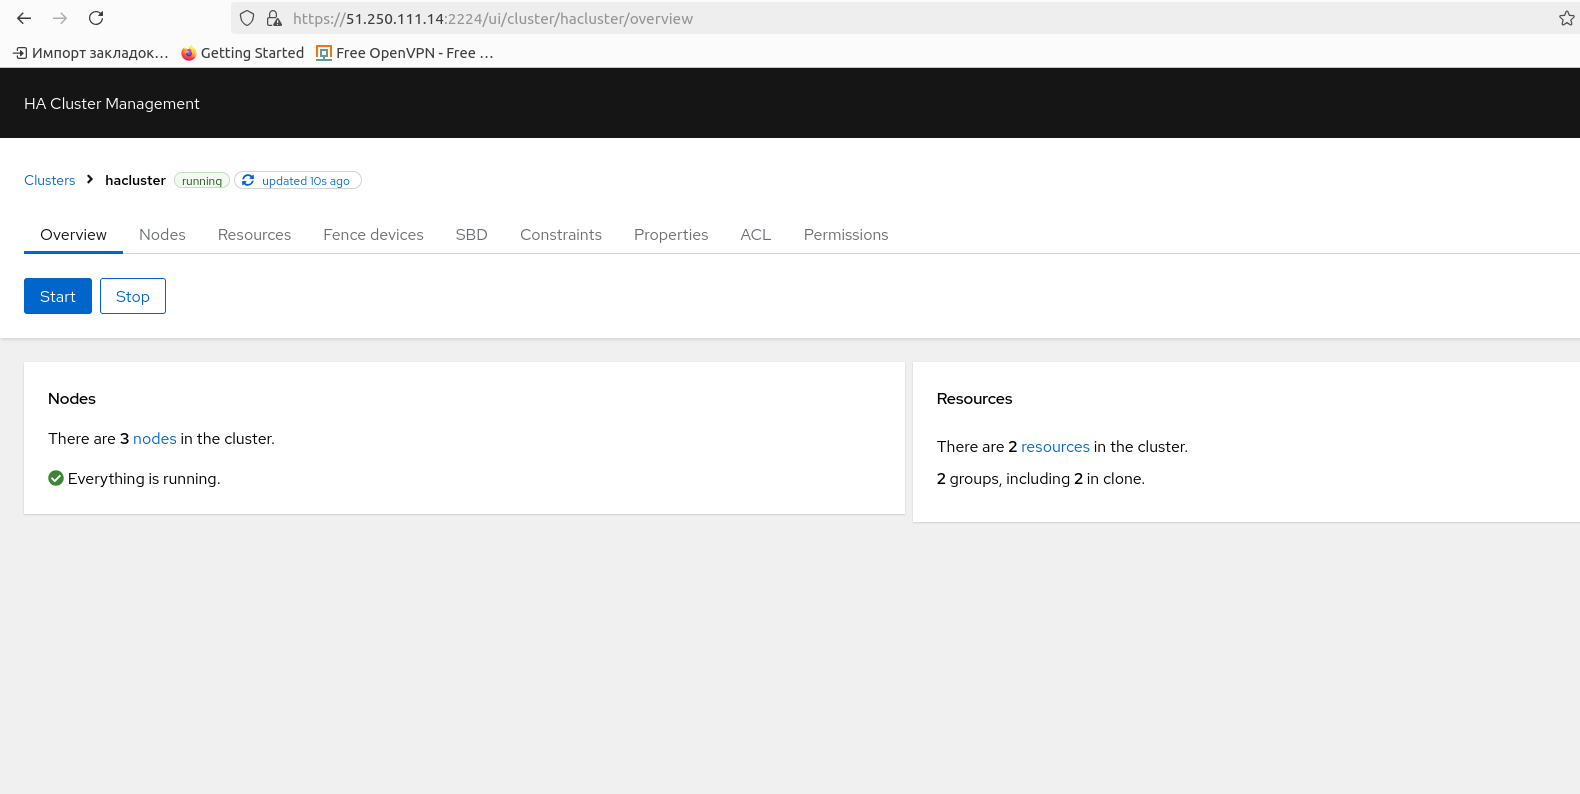 https://51.250.111.14:2224/ui/cluster/hacluster/overview
Импорт закладок… Getting Started Free OpenVPN - Free …
HA Cluster Management
Clusters hacluster running updated 10s ago
Overview Nodes Resources Fence devices SBD Constraints Properties ACL Permissions
Start Stop
Nodes
There are 3 nodes in the cluster.
Everything is running.
Resources
There are 2 resources in the cluster.
2 groups, including 2 in clone.